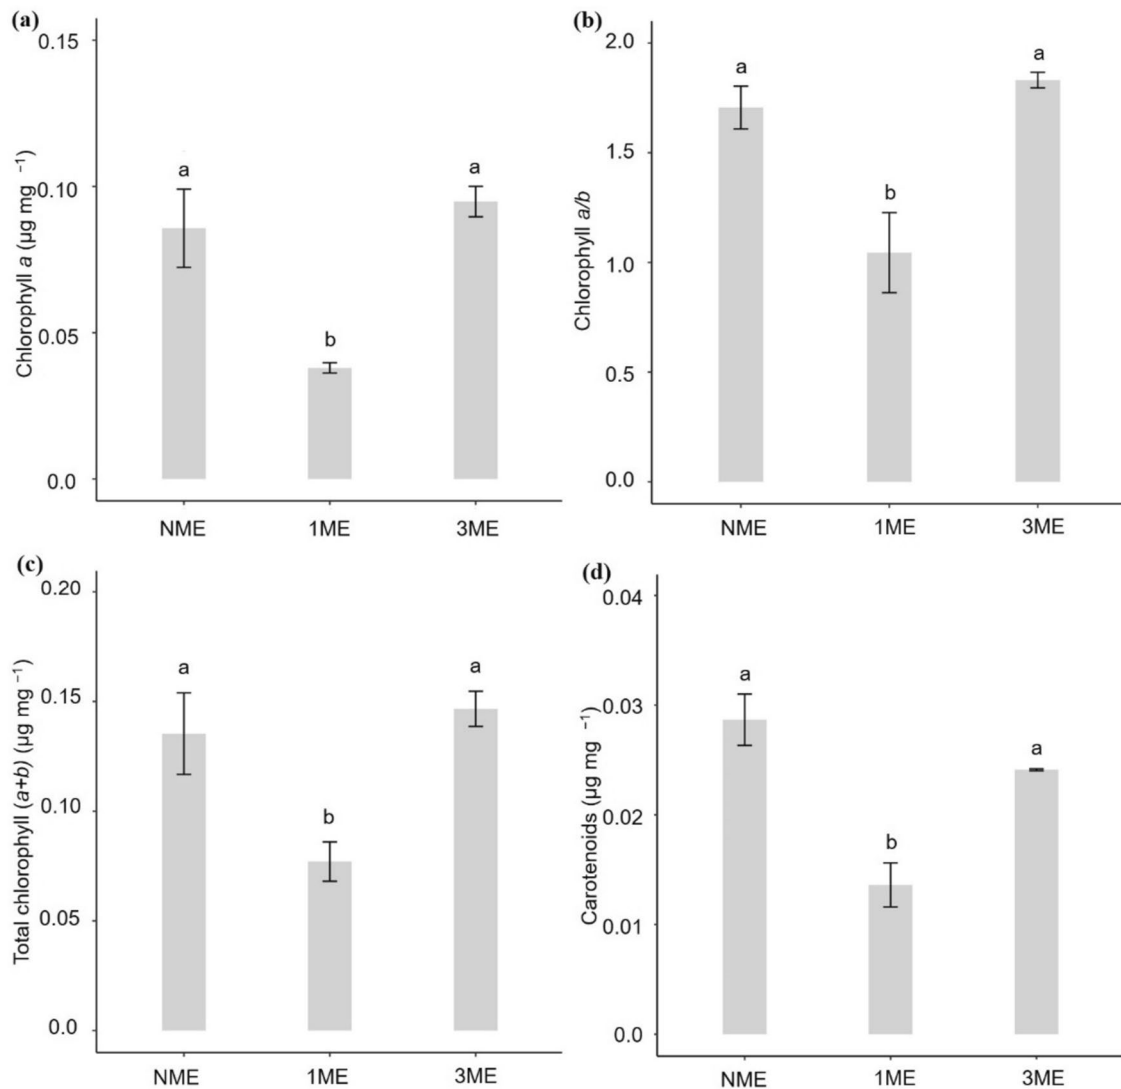 (a)
0.15
0.10
0.05
0.0
Chlorophyll a (µg mg ⁻¹)
a
b
a
NME 1ME 3ME
(b)
2.0
1.5
1.0
0.5
0.0
Chlorophyll a/b
a
b
a
NME 1ME 3ME
(c)
0.20
0.15
0.10
0.05
0.0
Total chlorophyll (a+b) (µg mg ⁻¹)
a
b
a
NME 1ME 3ME
(d)
0.04
0.03
0.02
0.01
0.0
Carotenoids (µg mg ⁻¹)
a
b
a
NME 1ME 3ME